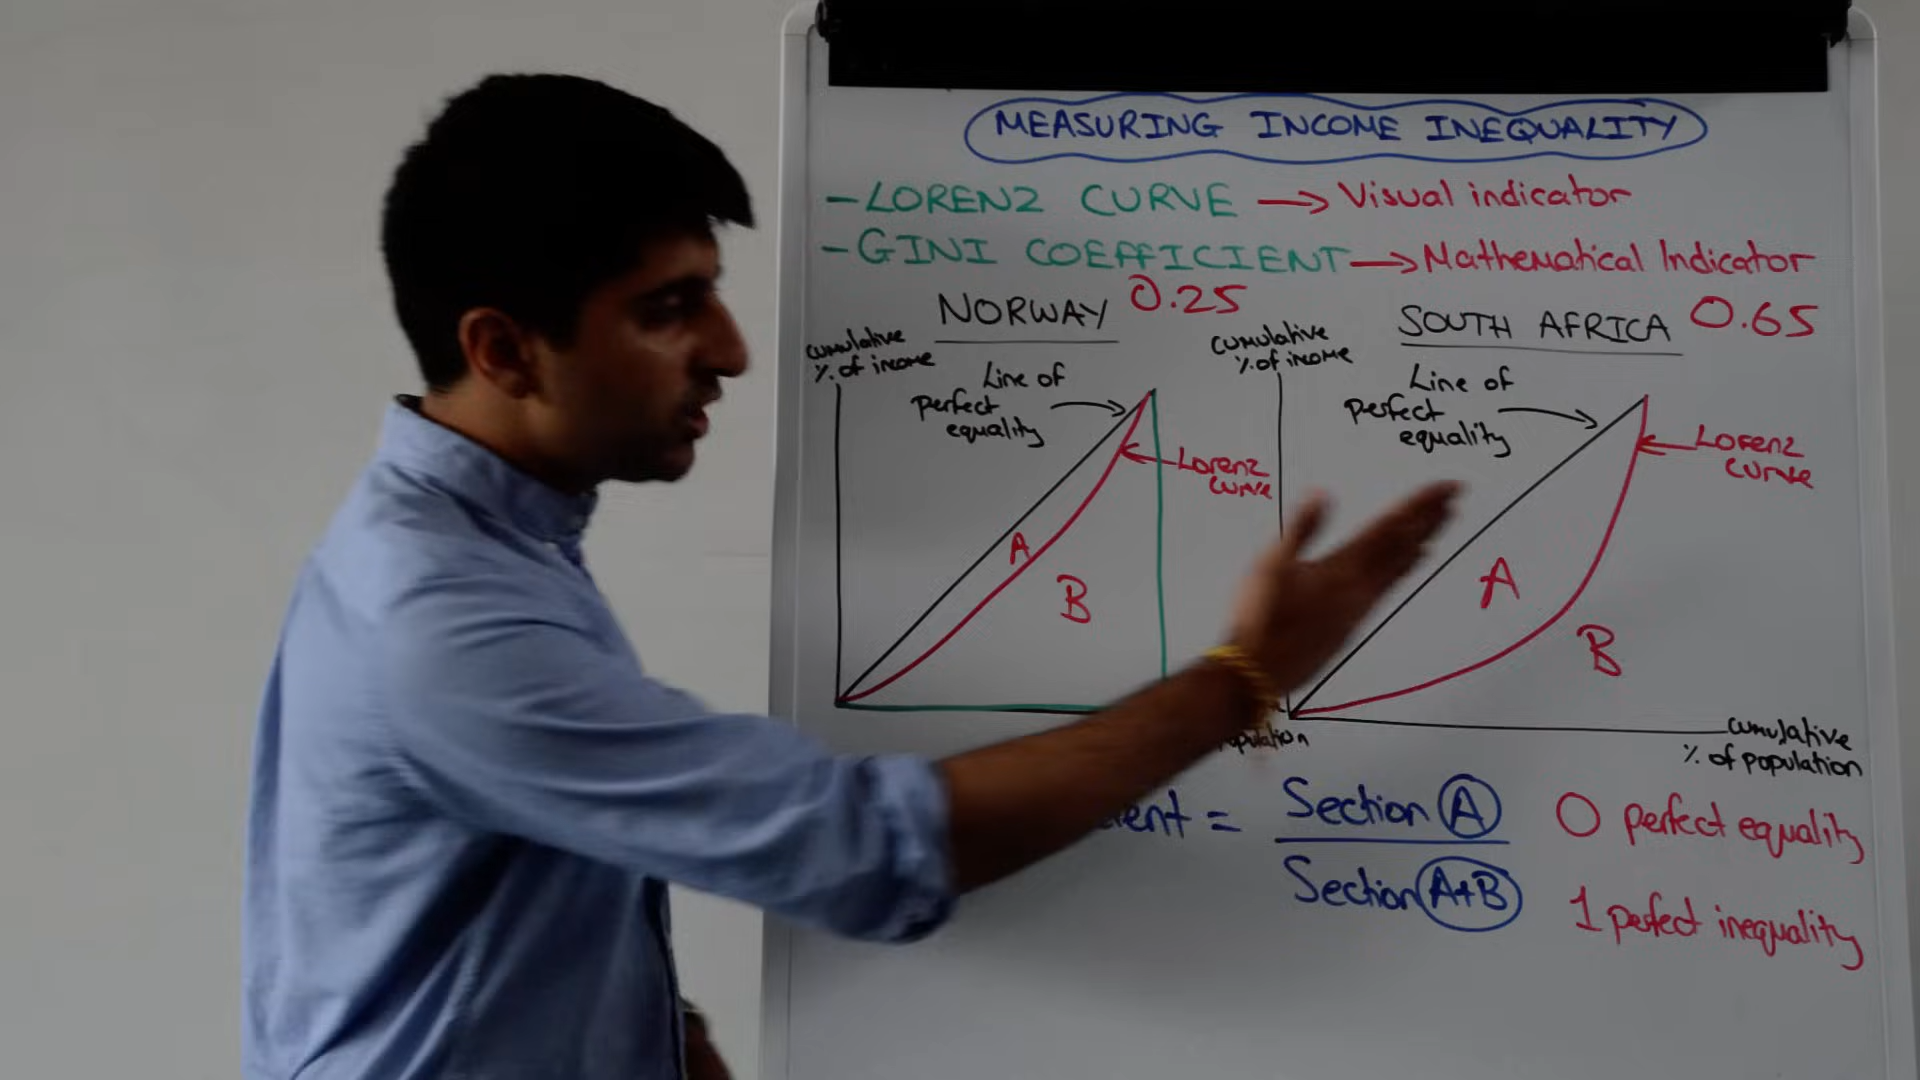 MEASURING INCOME INEQUALITY
- LORENZ CURVE → Visual indicator
- GINI COEFFICIENT → Mathematical Indicator
NORWAY 0.25
cumulative
% of income
Line of
perfect
equality
Lorenz
curve
A
B
SOUTH AFRICA 0.65
cumulative
% of income
Line of
perfect
equality
Lorenz
curve
A
B
cumulative
% of population
=
Section A
Section A+B
0 perfect equality
1 perfect inequality